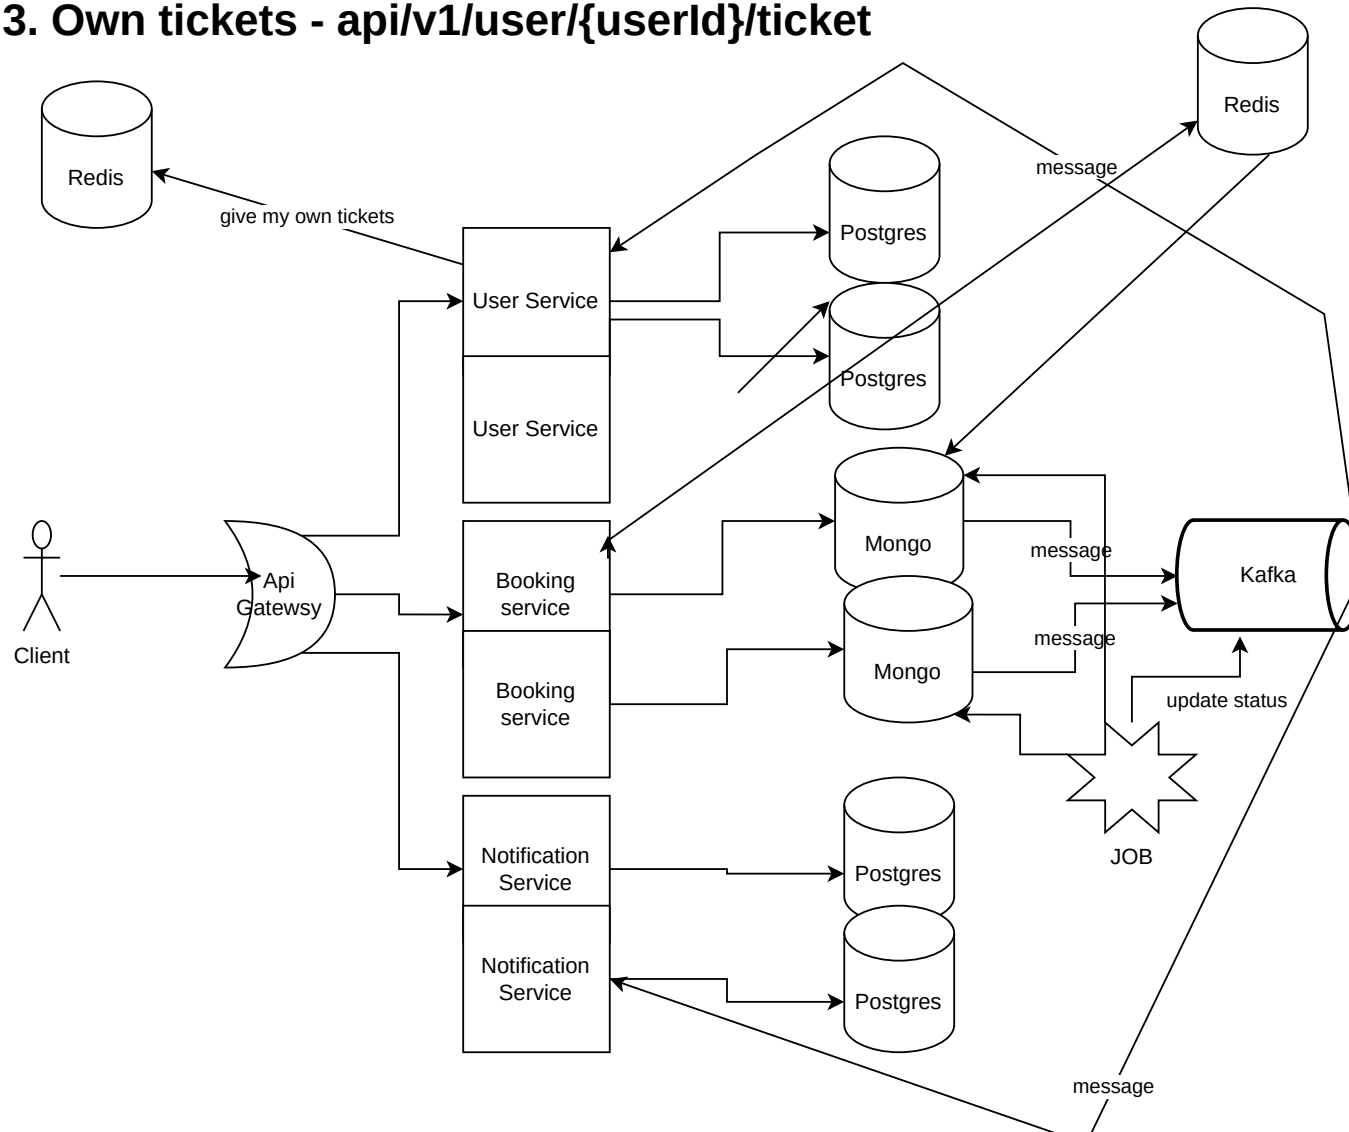 3. Own tickets - api/v1/user/{userId}/ticket
Redis
Redis
message
give my own tickets
Postgres
User Service
Postgres
User Service
Mongo
message
Kafka
Api
Gatewsy
Booking
service
Client
message
Mongo
Booking
service
update status
Notification
Service
Postgres
JOB
Notification
Service
Postgres
message